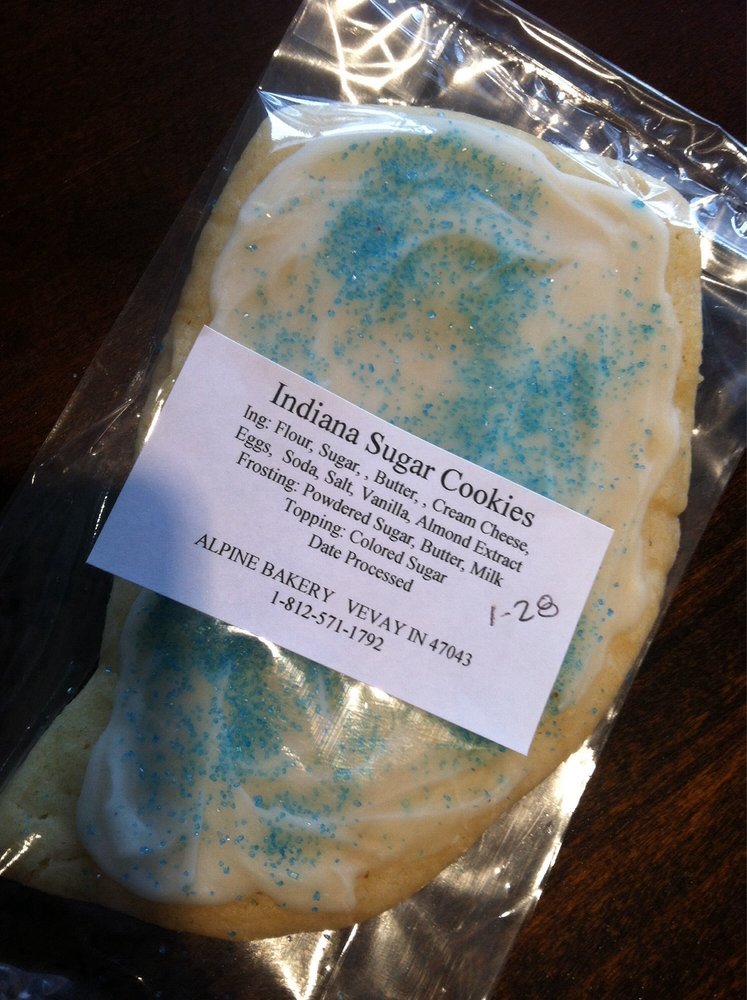 Indiana Sugar Cookies
Ing: Flour, Sugar, , Butter, , Cream Cheese,
Eggs, Soda, Salt, Vanilla, Almond Extract
Frosting: Powdered Sugar, Butter, Milk
Topping: Colored Sugar
Date Processed
1-28
ALPINE BAKERY VEVAY IN 47043
1-812-571-1792